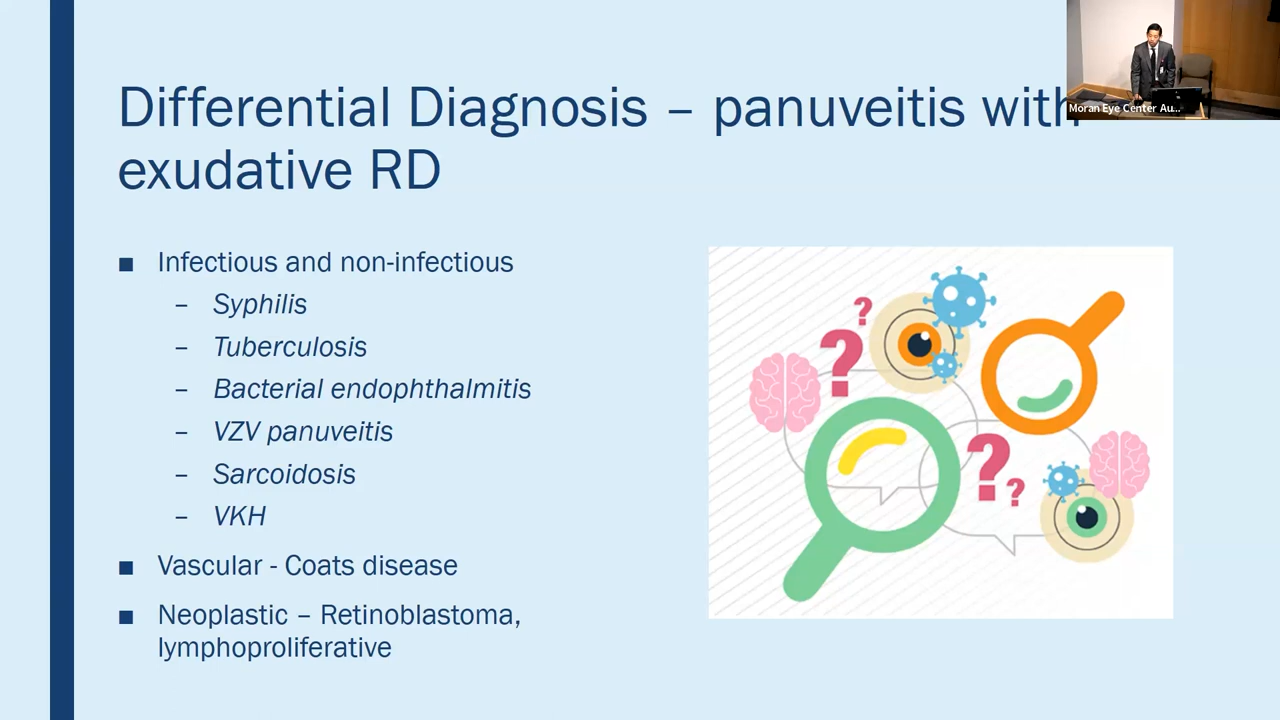 Differential Diagnosis – panuveitis with
exudative RD
Moran Eye Center Au...
■ Infectious and non-infectious
– Syphilis
– Tuberculosis
– Bacterial endophthalmitis
– VZV panuveitis
– Sarcoidosis
– VKH
■ Vascular - Coats disease
■ Neoplastic – Retinoblastoma,
lymphoproliferative
?
?
?
?